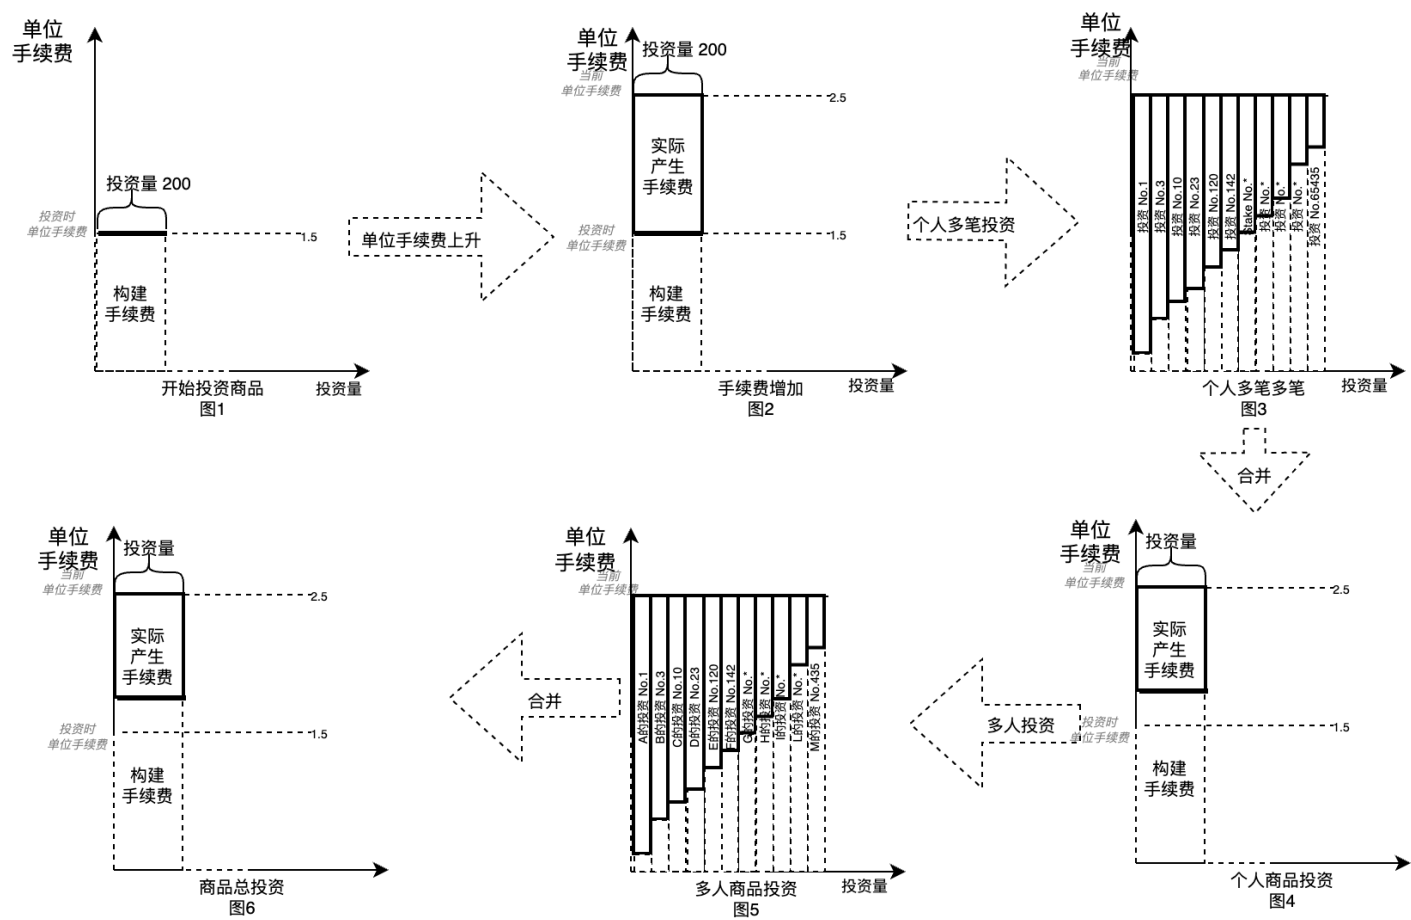 单位
手续费
投资量 200
投资时
单位手续费
1.5
构建
手续费
开始投资商品
图1
投资量
单位手续费上升
单位
手续费
当前
单位手续费
投资量 200
2.5
实际
产生
手续费
投资时
单位手续费
1.5
构建
手续费
手续费增加
图2
投资量
个人多笔投资
单位
手续费
当前
单位手续费
投资 No.1
投资 No.3
投资 No.10
投资 No.23
投资 No.120
投资 No.142
Stake No.*
投资 No.*
投资 No.*
投资 No.*
投资 No.65435
个人多笔多笔
图3
投资量
合并
单位
手续费
当前
单位手续费
投资量
2.5
实际
产生
手续费
投资时
单位手续费
1.5
构建
手续费
个人商品投资
图4
多人投资
单位
手续费
当前
单位手续费
A的投资 No.1
B的投资 No.3
C的投资 No.10
D的投资 No.23
E的投资 No.120
F的投资 No.142
G的投资 No.*
H的投资 No.*
I的投资 No.*
L的投资 No.*
M的投资 No.435
多人商品投资
图5
投资量
合并
单位
手续费
当前
单位手续费
投资量
2.5
实际
产生
手续费
投资时
单位手续费
1.5
构建
手续费
商品总投资
图6